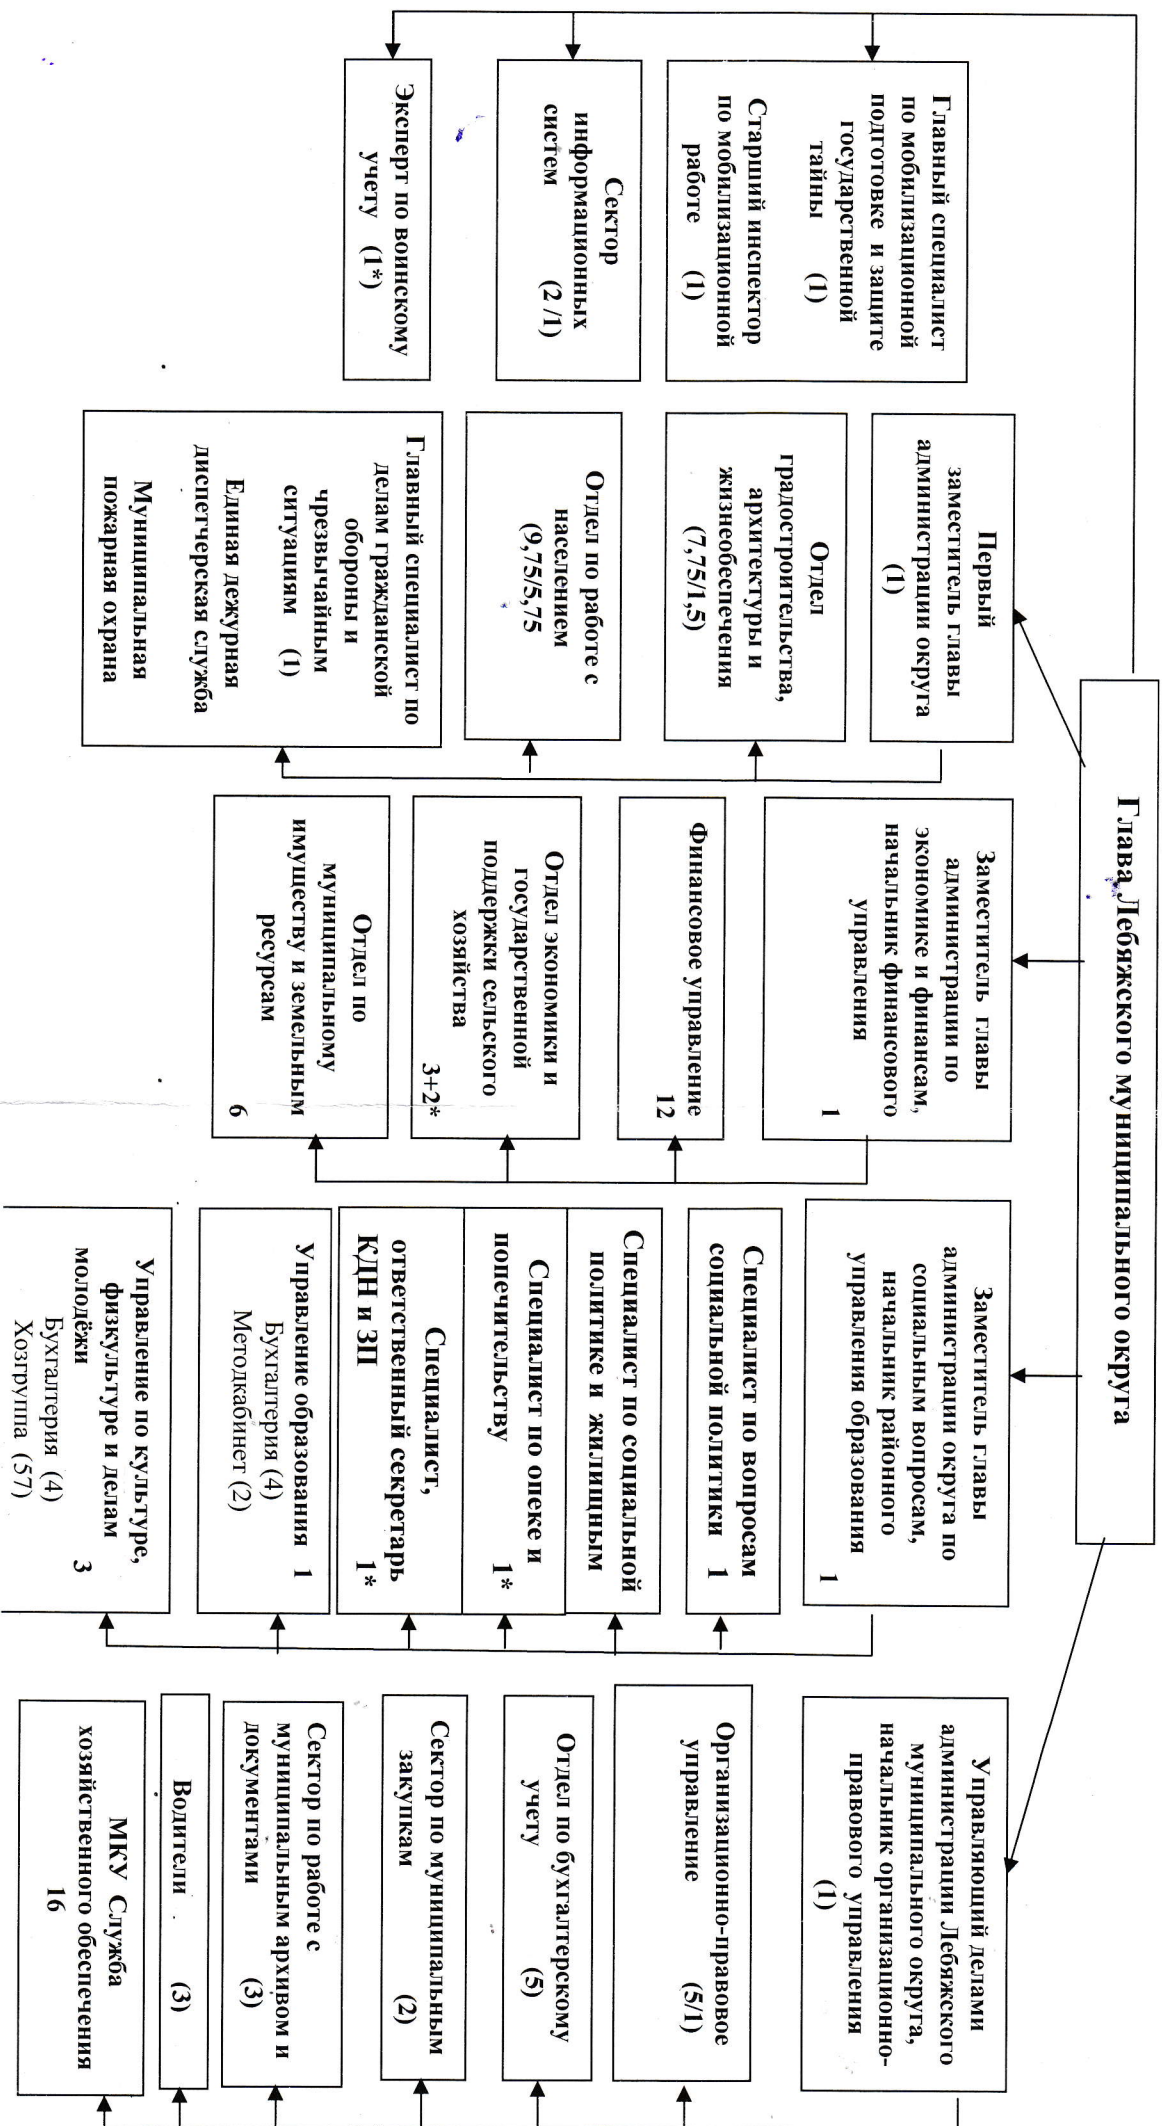 Глава Лебяжского муниципального округа
Главный специалист
по мобилизационной
подготовке и защите
государственной
тайны (1)
Старший инспектор
по мобилизационной
работе (1)
Сектор
информационных
систем (2 /1)
Эксперт по воинскому
учету (1*)
Первый
заместитель главы
администрации округа
(1)
Отдел
градостроительства,
архитектуры и
жизнеобеспечения
(7,75/1,5)
Отдел по работе с
населением
(9,75/5,75
Главный специалист по
делам гражданской
обороны и
чрезвычайным
ситуациям (1)
Единая дежурная
диспетчерская служба
Муниципальная
пожарная охрана
Заместитель главы
администрации по
экономике и финансам,
начальник финансового
управления
1
Финансовое управление
12
Отдел экономики и
государственной
поддержки сельского
хозяйства
3+2*
Отдел по
муниципальному
имуществу и земельным
ресурсам
6
Заместитель главы
администрации округа по
социальным вопросам,
начальник районного
управления образования
1
Специалист по вопросам
социальной политики 1
Специалист по социальной
политике и жилищным
Специалист по опеке и
попечительству 1*
Специалист,
ответственный секретарь
КДН и ЗП 1*
Управление образования 1
Бухгалтерия (4)
Методкабинет (2)
Управление по культуре,
физкультуре и делам
молодёжи 3
Бухгалтерия (4)
Хозгруппа (57)
Управляющий делами
администрации Лебяжского
муниципального округа,
начальник организационно-
правового управления
(1)
Организационно-правовое
управление (5/1)
Отдел по бухгалтерскому
учету (5)
Сектор по муниципальным
закупкам (2)
Сектор по работе с
муниципальным архивом и
документами (3)
Водители (3)
МКУ Служба
хозяйственного обеспечения
16